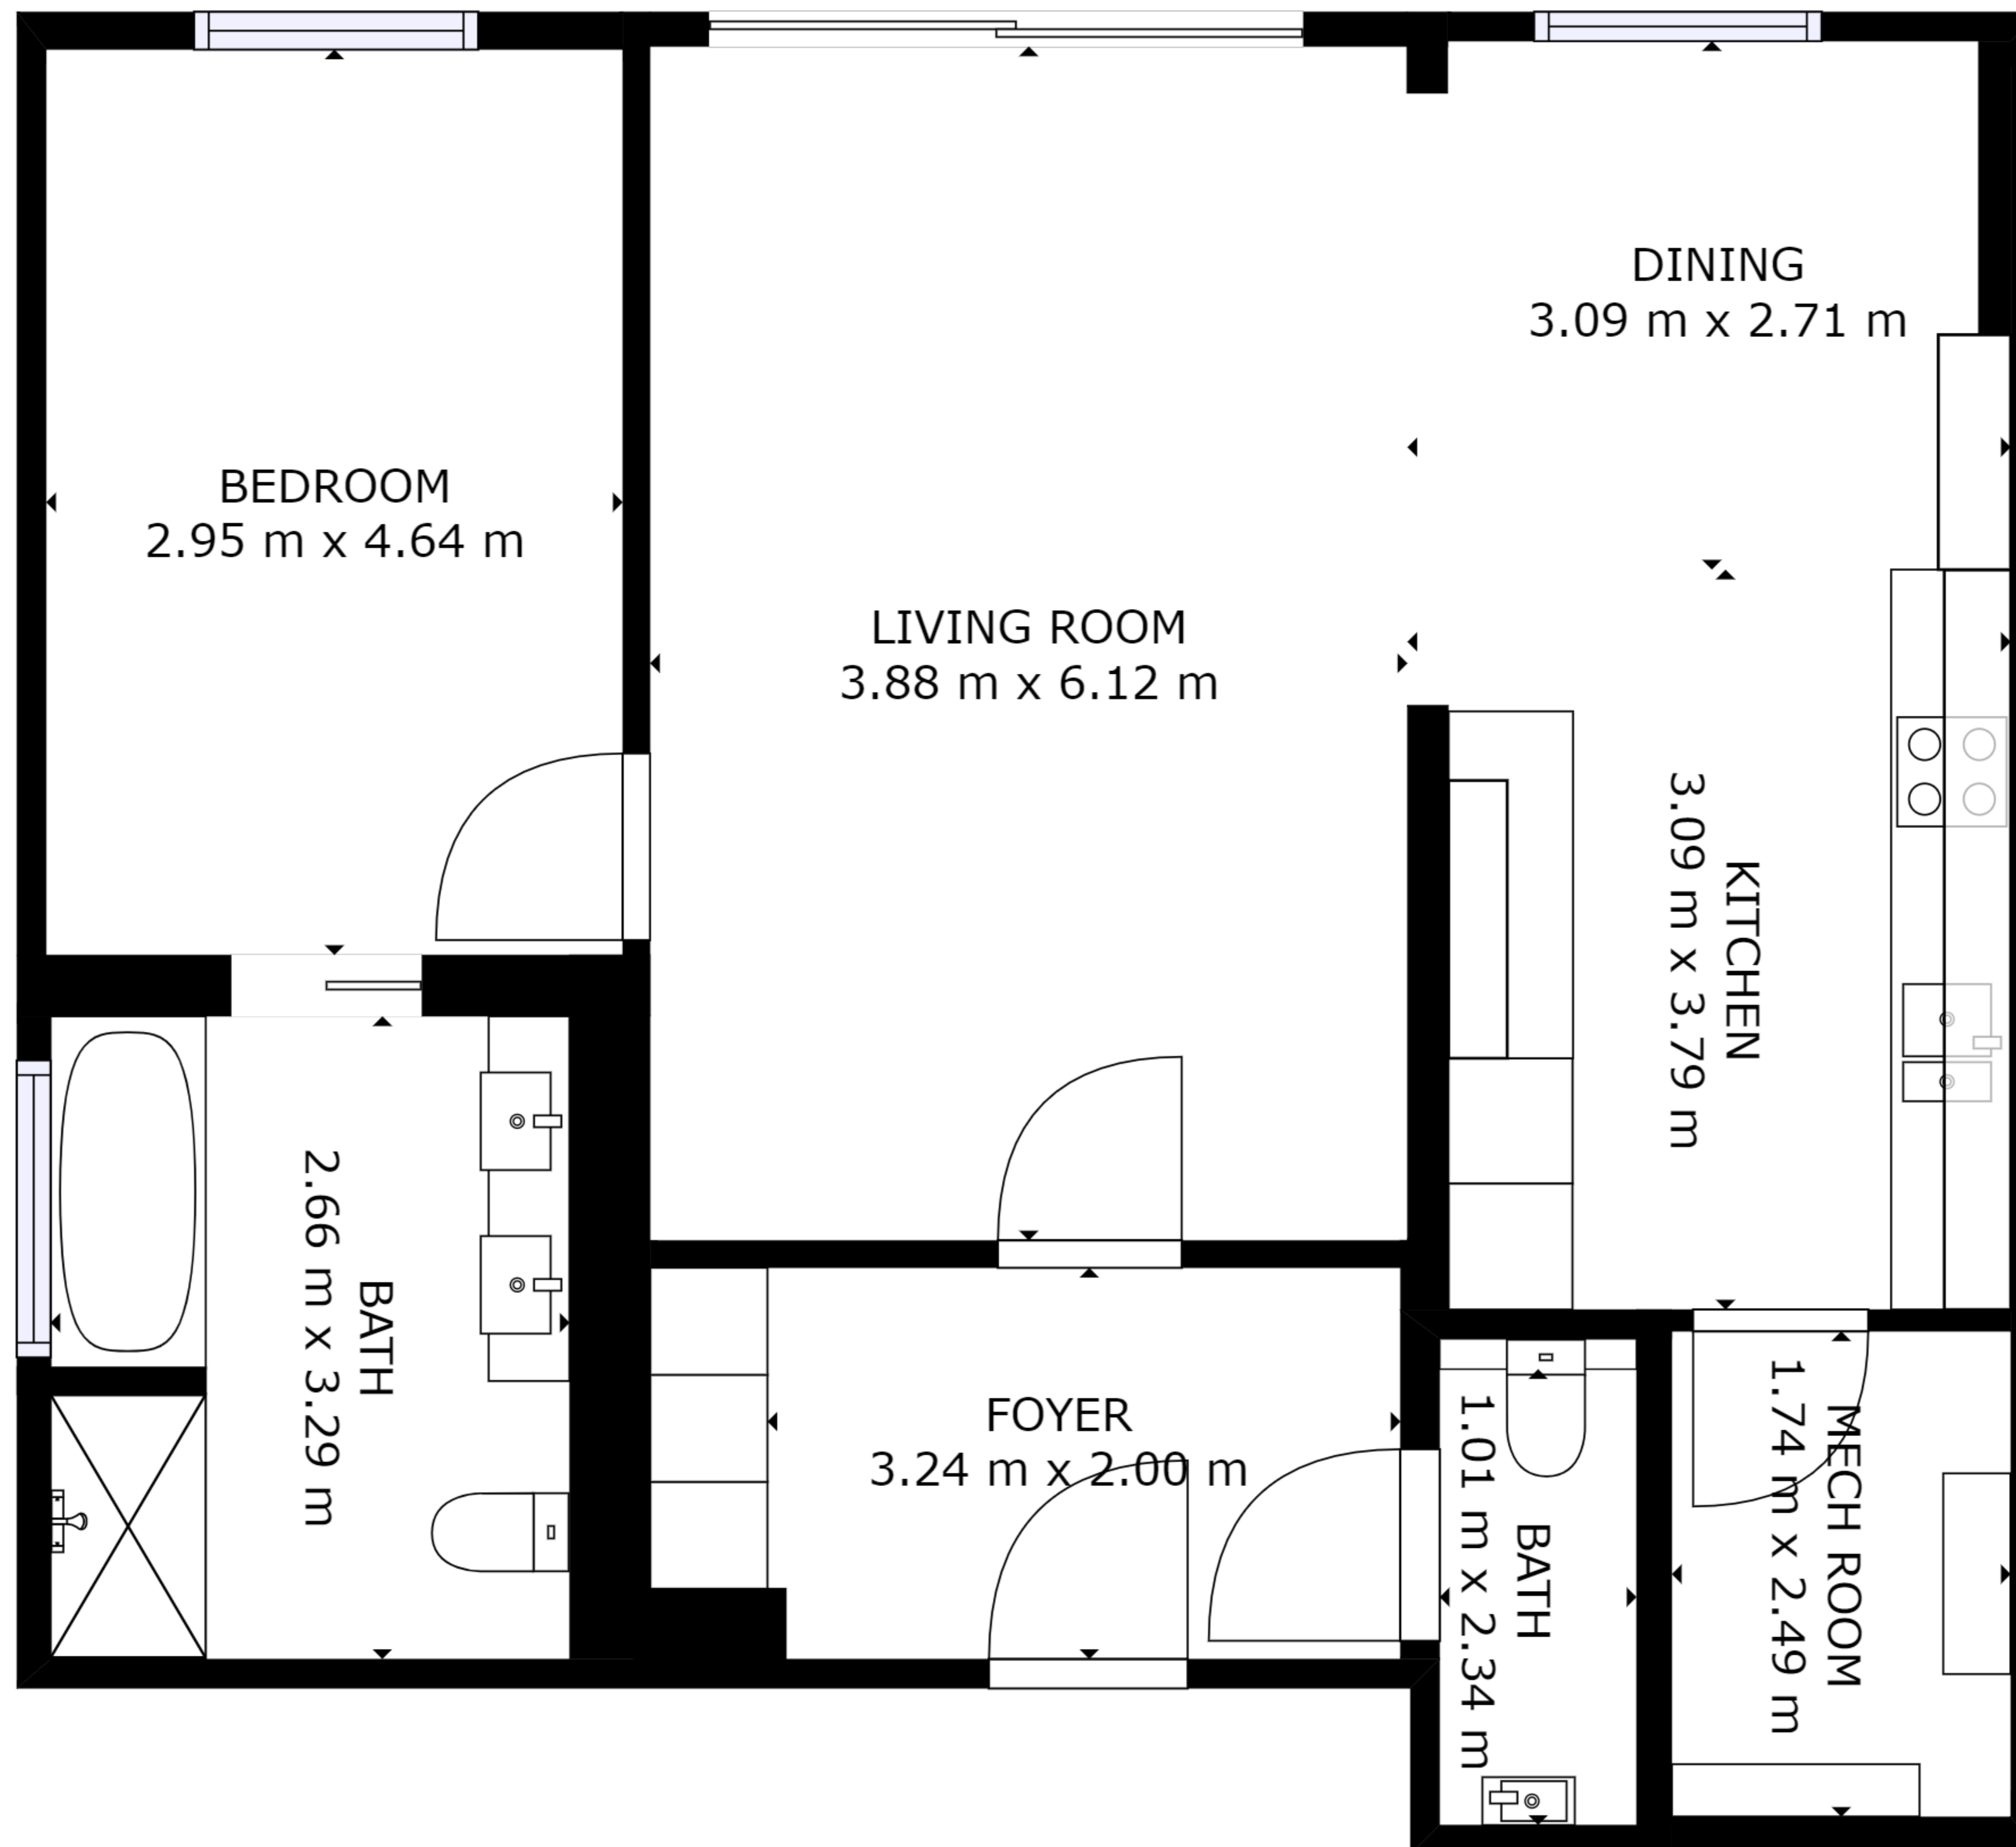 DINING
3.09 m x 2.71 m
BEDROOM
2.95 m x 4.64 m
LIVING ROOM
3.88 m x 6.12 m
KITCHEN
3.09 m x 3.79 m
BATH
2.66 m x 3.29 m
FOYER
3.24 m x 2.00 m
BATH
1.01 m x 2.34 m
MECH ROOM
1.74 m x 2.49 m